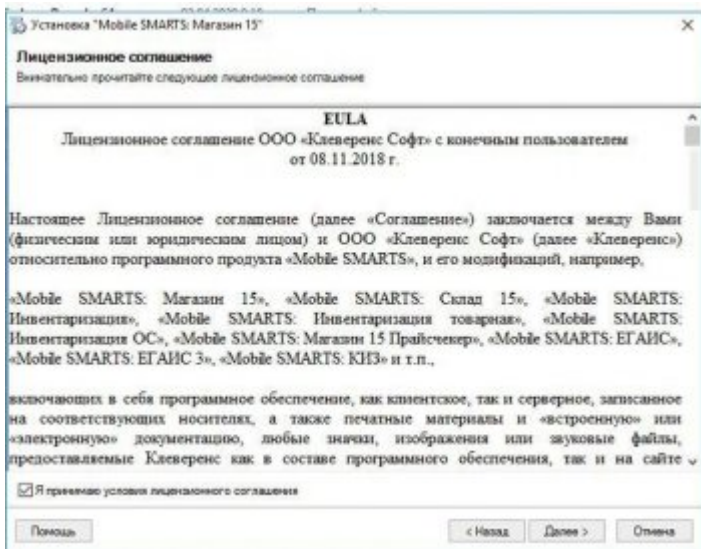 Установка "Mobile SMARTS: Магазин 15"
Лицензионное соглашение
Внимательно прочитайте следующее лицензионное соглашение
EULA
Лицензионное соглашение ООО «Клеверенс Софт» с конечным пользователем
от 08.11.2018 г.
Настоящее Лицензионное соглашение (далее «Соглашение») заключается между Вами
(физическим или юридическим лицом) и ООО «Клеверенс Софт» (далее «Клеверенс»)
относительно программного продукта «Mobile SMARTS», и его модификаций, например,
«Mobile SMARTS: Магазин 15», «Mobile SMARTS: Склад 15», «Mobile SMARTS:
Инвентаризация», «Mobile SMARTS: Инвентаризация товарная», «Mobile SMARTS:
Инвентаризация ОС», «Mobile SMARTS: Магазин 15 Прайсчекер», «Mobile SMARTS: ЕГАИС»,
«Mobile SMARTS: ЕГАИС 3», «Mobile SMARTS: КИЗ» и т.п.,
включающих в себя программное обеспечение, как клиентское, так и серверное, записанное
на соответствующих носителях, а также печатные материалы и «встроенную» или
«электронную» документацию, любые значки, изображения или звуковые файлы,
предоставляемые Клеверенс как в составе программного обеспечения, так и на сайте
Я принимаю условия лицензионного соглашения
Помощь
< Назад
Далее >
Отмена